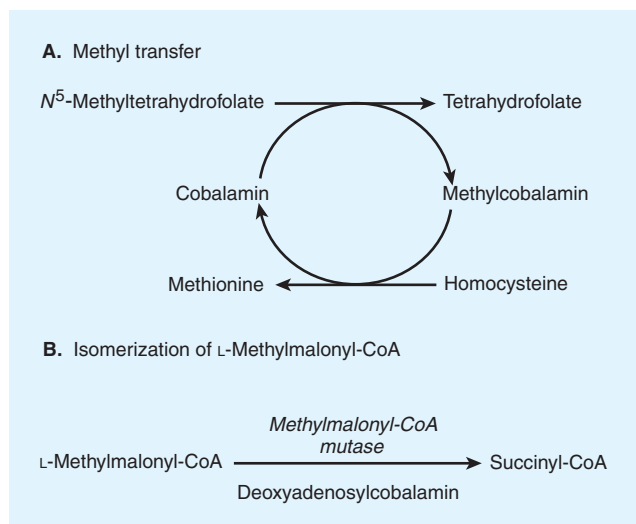 A. Methyl transfer
N5-Methyltetrahydrofolate Tetrahydrofolate
Cobalamin Methylcobalamin
Methionine Homocysteine
B. Isomerization of L-Methylmalonyl-CoA
Methylmalonyl-CoA
mutase
L-Methylmalonyl-CoA Succinyl-CoA
Deoxyadenosylcobalamin